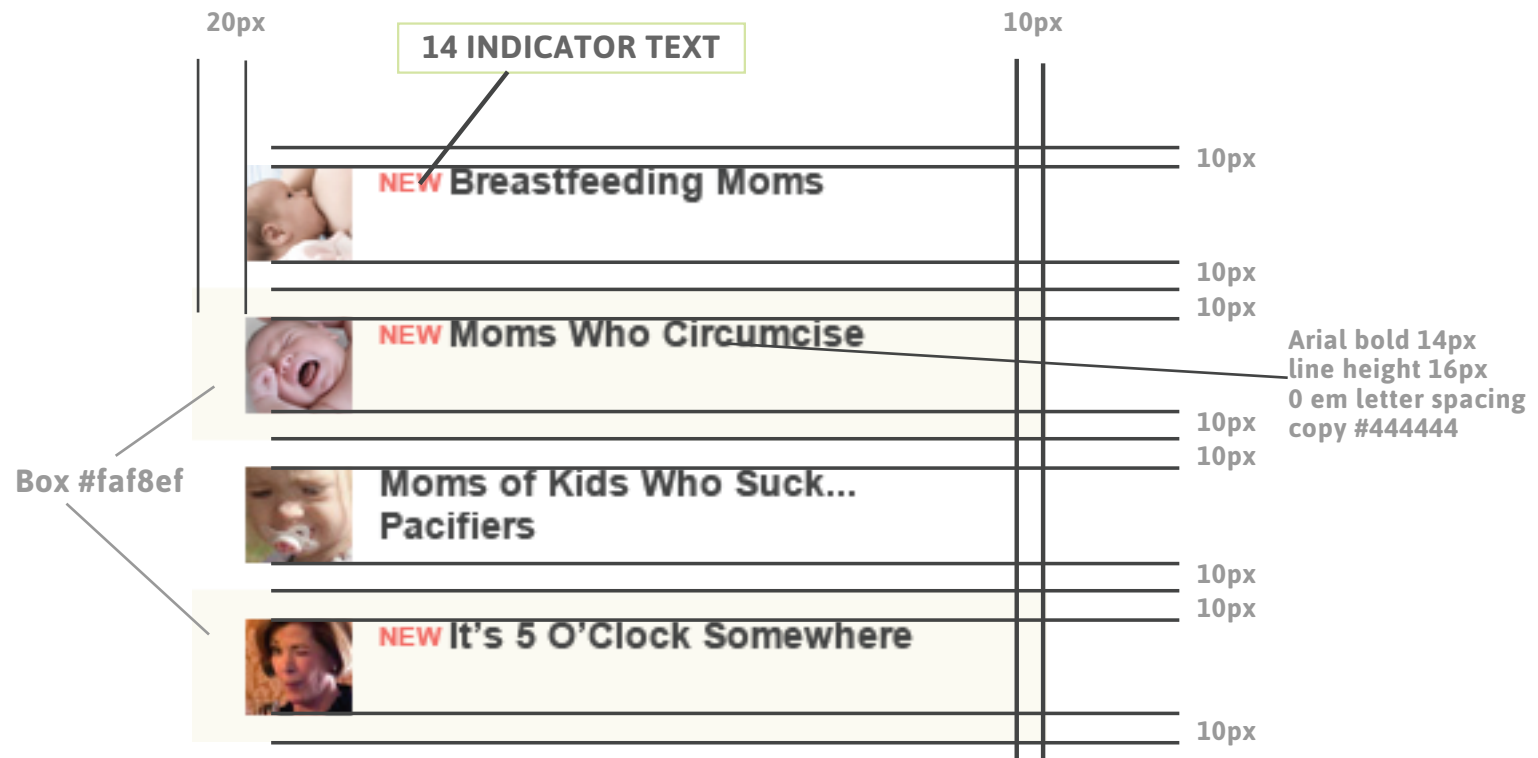 20px
10px
14 INDICATOR TEXT
10px
NEW Breastfeeding Moms
10px
10px
NEW Moms Who Circumcise
Arial bold 14px
line height 16px
0 em letter spacing
copy #444444
10px
10px
Box #faf8ef
Moms of Kids Who Suck...
Pacifiers
10px
10px
NEW It’s 5 O’Clock Somewhere
10px